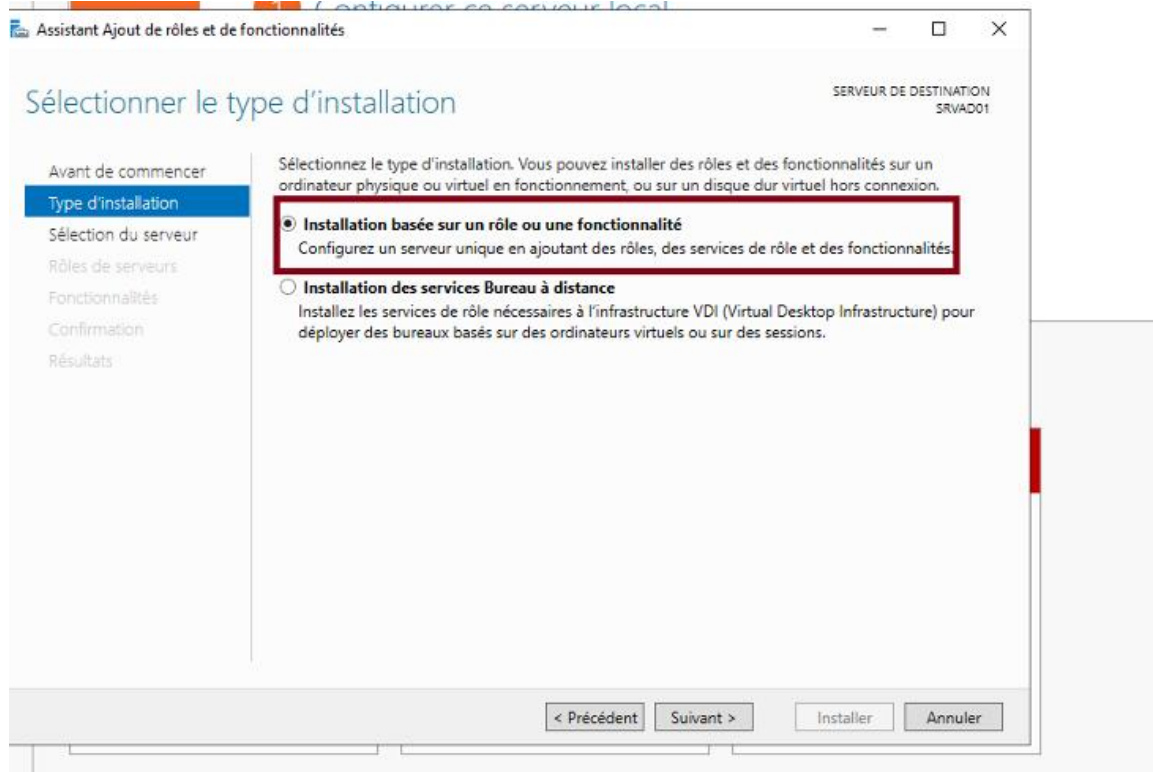 1 Configurer ce serveur local
Assistant Ajout de rôles et de fonctionnalités
Sélectionner le type d'installation
SERVEUR DE DESTINATION
SRVAD01
Avant de commencer
Type d'installation
Sélection du serveur
Rôles de serveurs
Fonctionnalités
Confirmation
Résultats
Sélectionnez le type d'installation. Vous pouvez installer des rôles et des fonctionnalités sur un
ordinateur physique ou virtuel en fonctionnement, ou sur un disque dur virtuel hors connexion.
Installation basée sur un rôle ou une fonctionnalité
Configurez un serveur unique en ajoutant des rôles, des services de rôle et des fonctionnalités.
Installation des services Bureau à distance
Installez les services de rôle nécessaires à l'infrastructure VDI (Virtual Desktop Infrastructure) pour
déployer des bureaux basés sur des ordinateurs virtuels ou sur des sessions.
< Précédent
Suivant >
Installer
Annuler